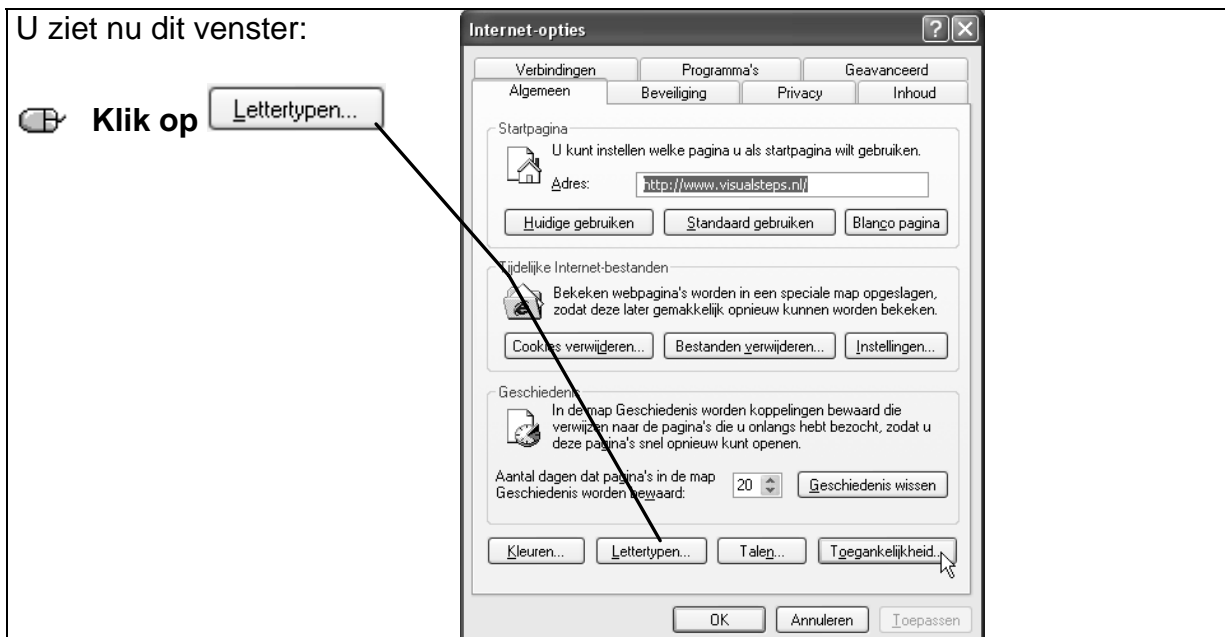 U ziet nu dit venster:
Klik op Lettertypen...
Internet-opties
Verbindingen Programma's Geavanceerd
Algemeen Beveiliging Privacy Inhoud
Startpagina
U kunt instellen welke pagina u als startpagina wilt gebruiken.
Adres: http://www.visualsteps.nl/
Huidige gebruiken Standaard gebruiken Blanco pagina
Tijdelijke Internet-bestanden
Bekeken webpagina's worden in een speciale map opgeslagen,
zodat deze later gemakkelijk opnieuw kunnen worden bekeken.
Cookies verwijderen... Bestanden verwijderen... Instellingen...
Geschiedenis
In de map Geschiedenis worden koppelingen bewaard die
verwijzen naar de pagina's die u onlangs hebt bezocht, zodat u
deze pagina's snel opnieuw kunt openen.
Aantal dagen dat pagina's in de map
Geschiedenis worden bewaard: 20 Geschiedenis wissen
Kleuren... Lettertypen... Talen... Toegankelijkheid...
OK Annuleren Toepassen